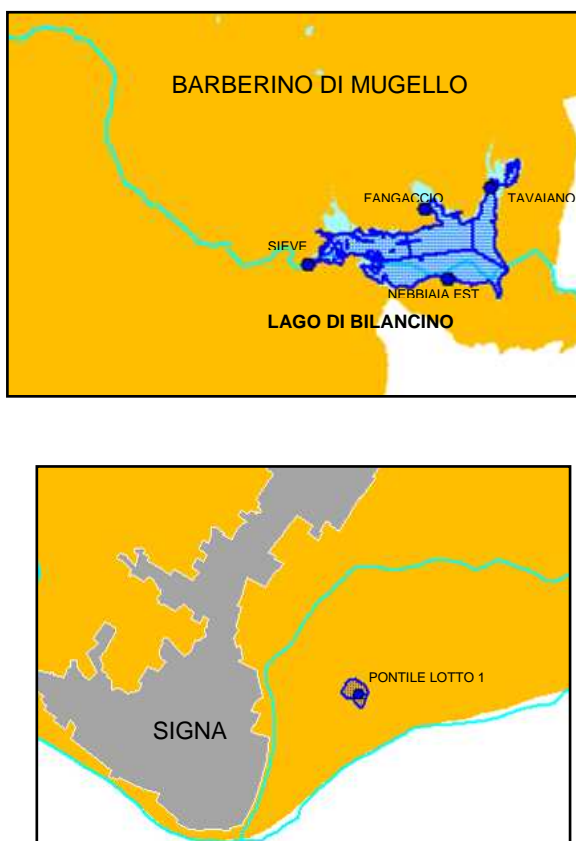 BARBERINO DI MUGELLO
FANGACCIO
TAVAIANO
SIEVE
NEBBIAIA EST
LAGO DI BILANCINO
PONTILE LOTTO 1
SIGNA